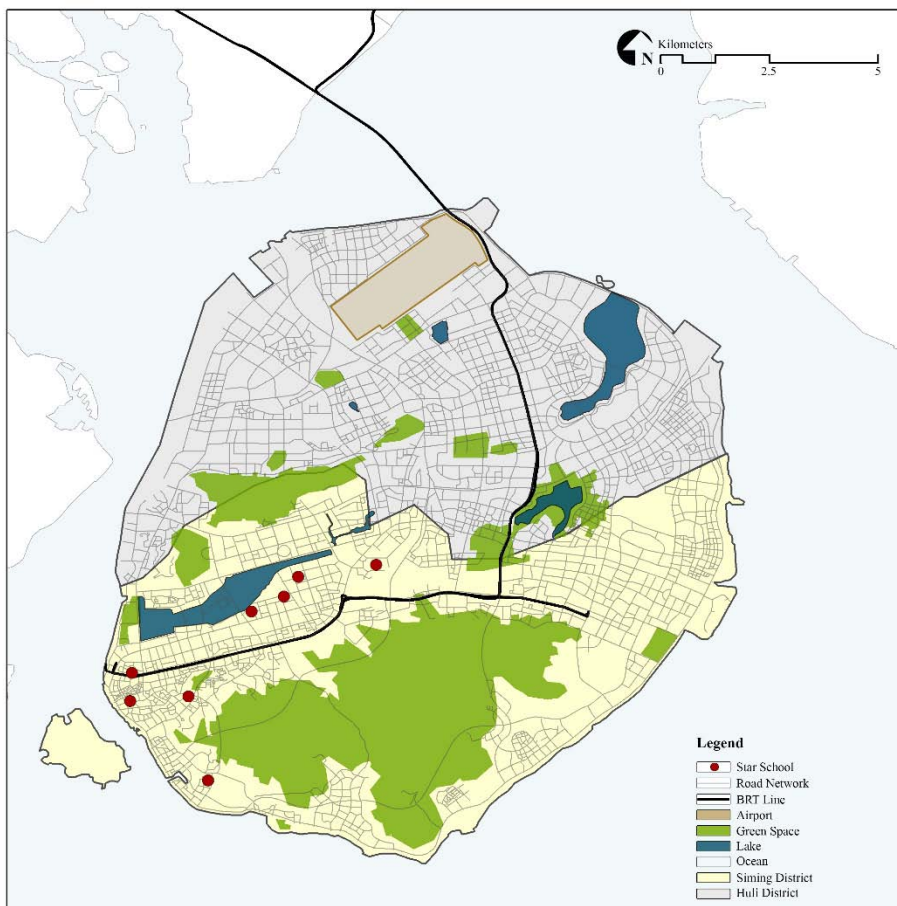 Kilometers
N
0 2.5 5
Legend
Star School
Road Network
BRT Line
Airport
Green Space
Lake
Ocean
Siming District
Huli District